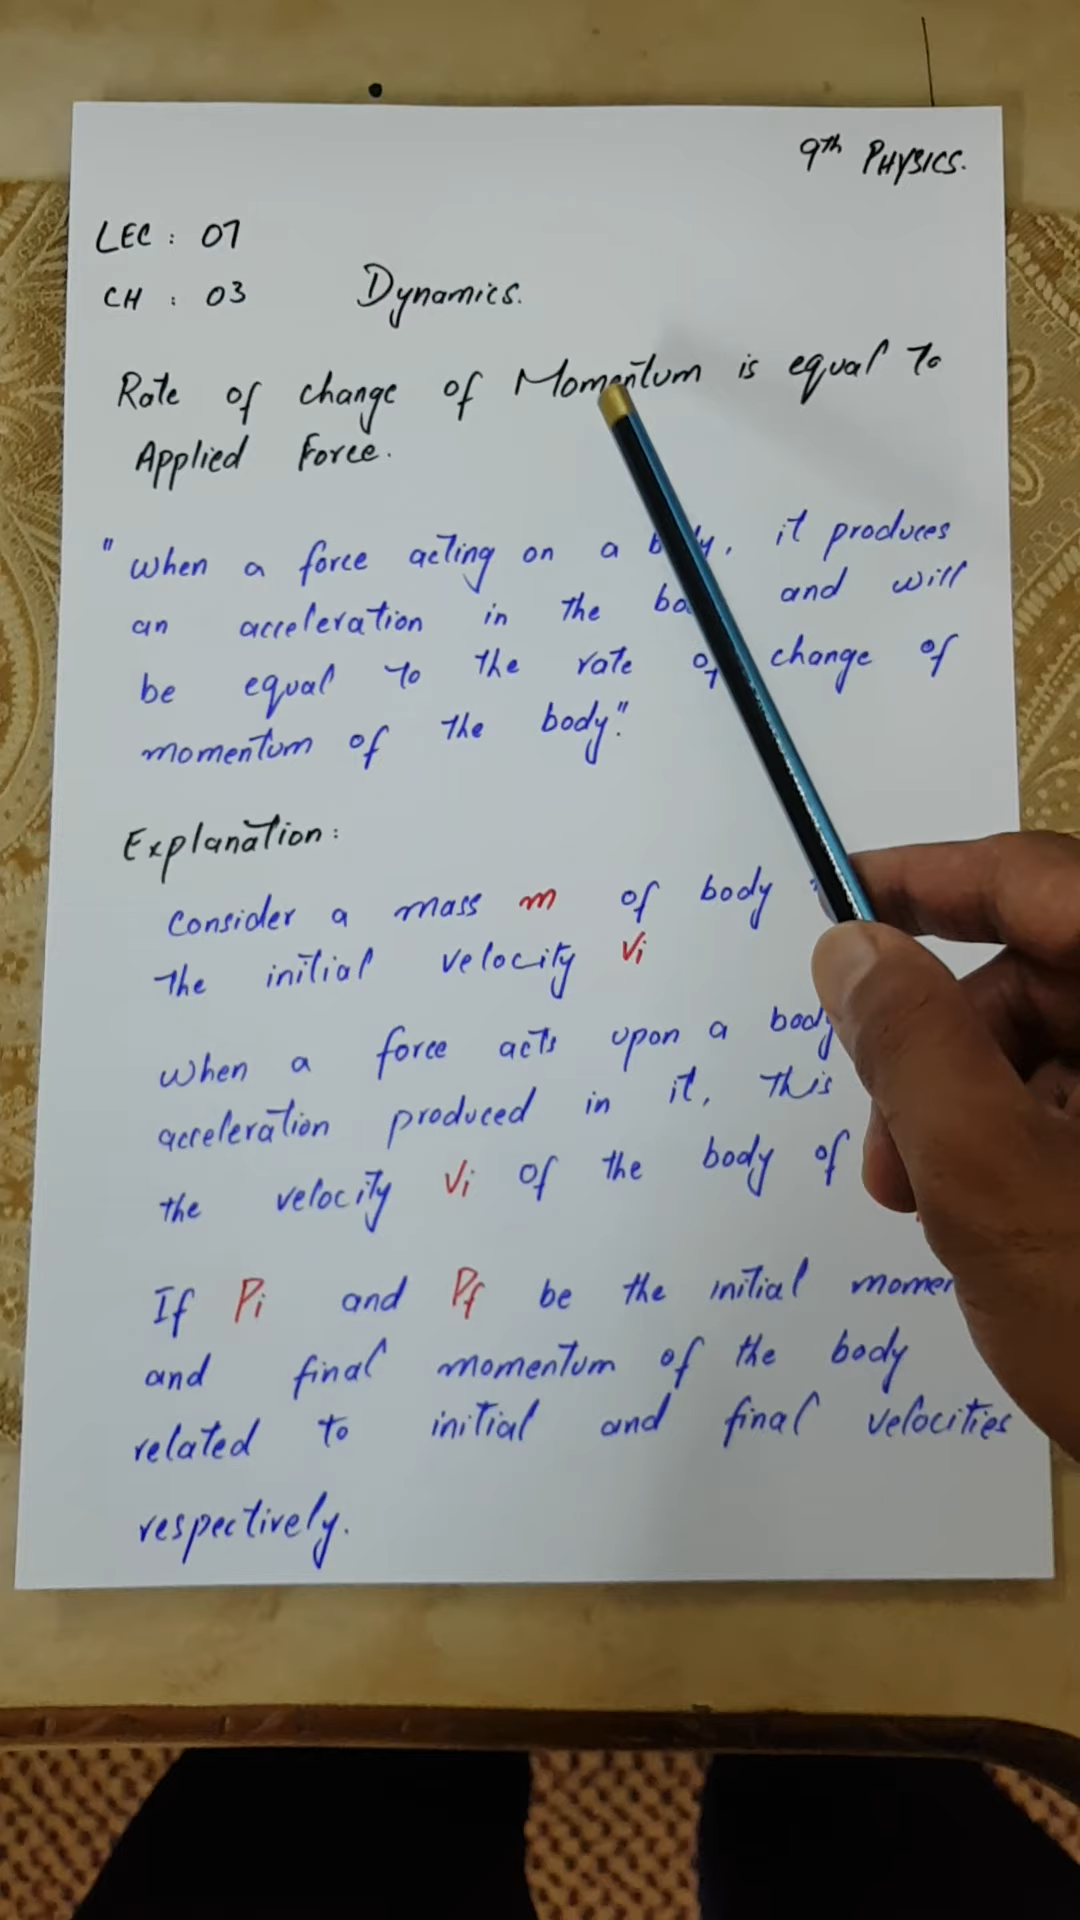 9th PHYSICS.
LEC : 07
CH : 03 Dynamics.
Rate of change of Momentum is equal to
Applied Force.
"when a force acting on a body, it produces
an acceleration in the and will
be equal to the rate of change of
momentum of the body".
Explanation:
Consider a mass m of body
the initial velocity Vi
when a force acts upon a body
acceleration produced in it, This
the velocity Vi of the body of
If Pi and Pf be the initial
and final momentum of the body
related to initial and final velocities
respectively.